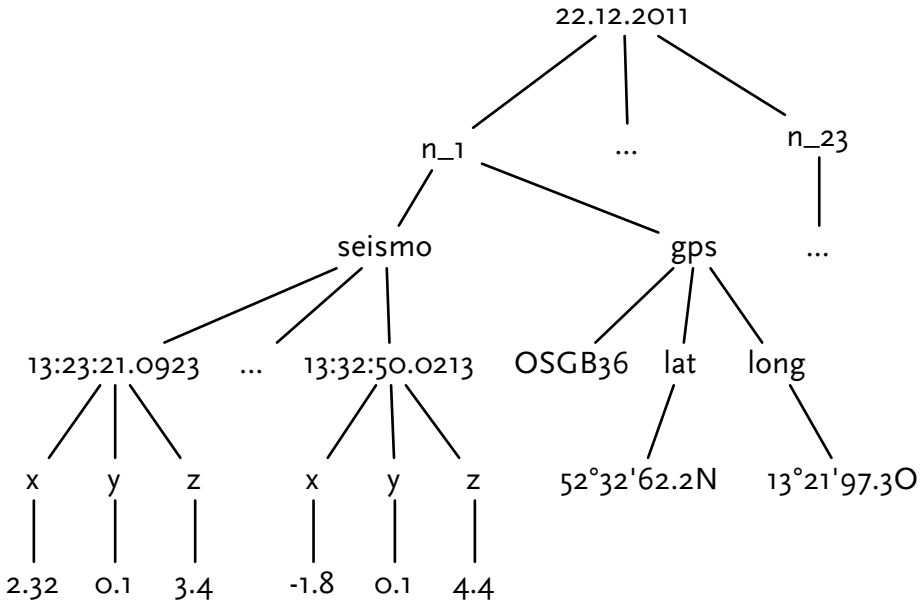 22.12.2011
n_1 ... n_23
seismo gps ...
13:23:21.0923 ... 13:32:50.0213 OSGB36 lat long
x y z x y z 52°32'62.2N 13°21'97.3O
2.32 0.1 3.4 -1.8 0.1 4.4